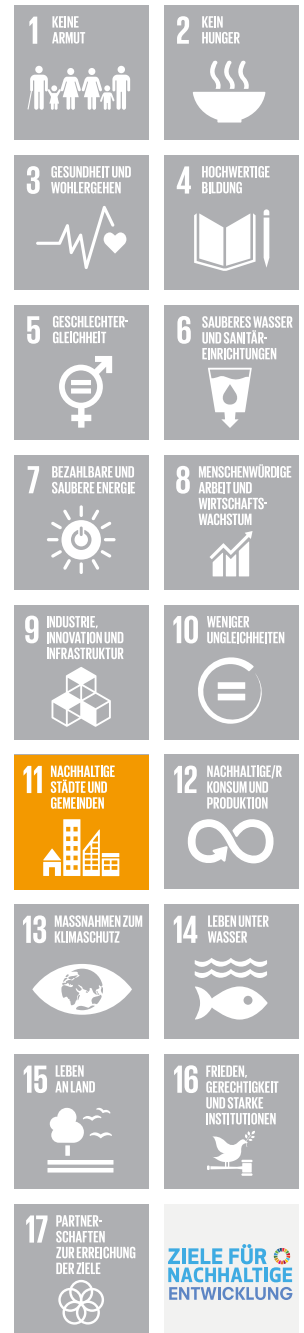 1 KEINE
ARMUT
2 KEIN
HUNGER
3 GESUNDHEIT UND
WOHLERGEHEN
4 HOCHWERTIGE
BILDUNG
5 GESCHLECHTER-
GLEICHHEIT
6 SAUBERES WASSER
UND SANITÄR-
EINRICHTUNGEN
7 BEZAHLBARE UND
SAUBERE ENERGIE
8 MENSCHENWÜRDIGE
ARBEIT UND
WIRTSCHAFTS-
WACHSTUM
9 INDUSTRIE,
INNOVATION UND
INFRASTRUKTUR
10 WENIGER
UNGLEICHHEITEN
11 NACHHALTIGE
STÄDTE UND
GEMEINDEN
12 NACHHALTIGE/R
KONSUM UND
PRODUKTION
13 MASSNAHMEN ZUM
KLIMASCHUTZ
14 LEBEN UNTER
WASSER
15 LEBEN
AN LAND
16 FRIEDEN,
GERECHTIGKEIT
UND STARKE
INSTITUTIONEN
17 PARTNER-
SCHAFTEN
ZUR ERREICHUNG
DER ZIELE
ZIELE FÜR
NACHHALTIGE
ENTWICKLUNG